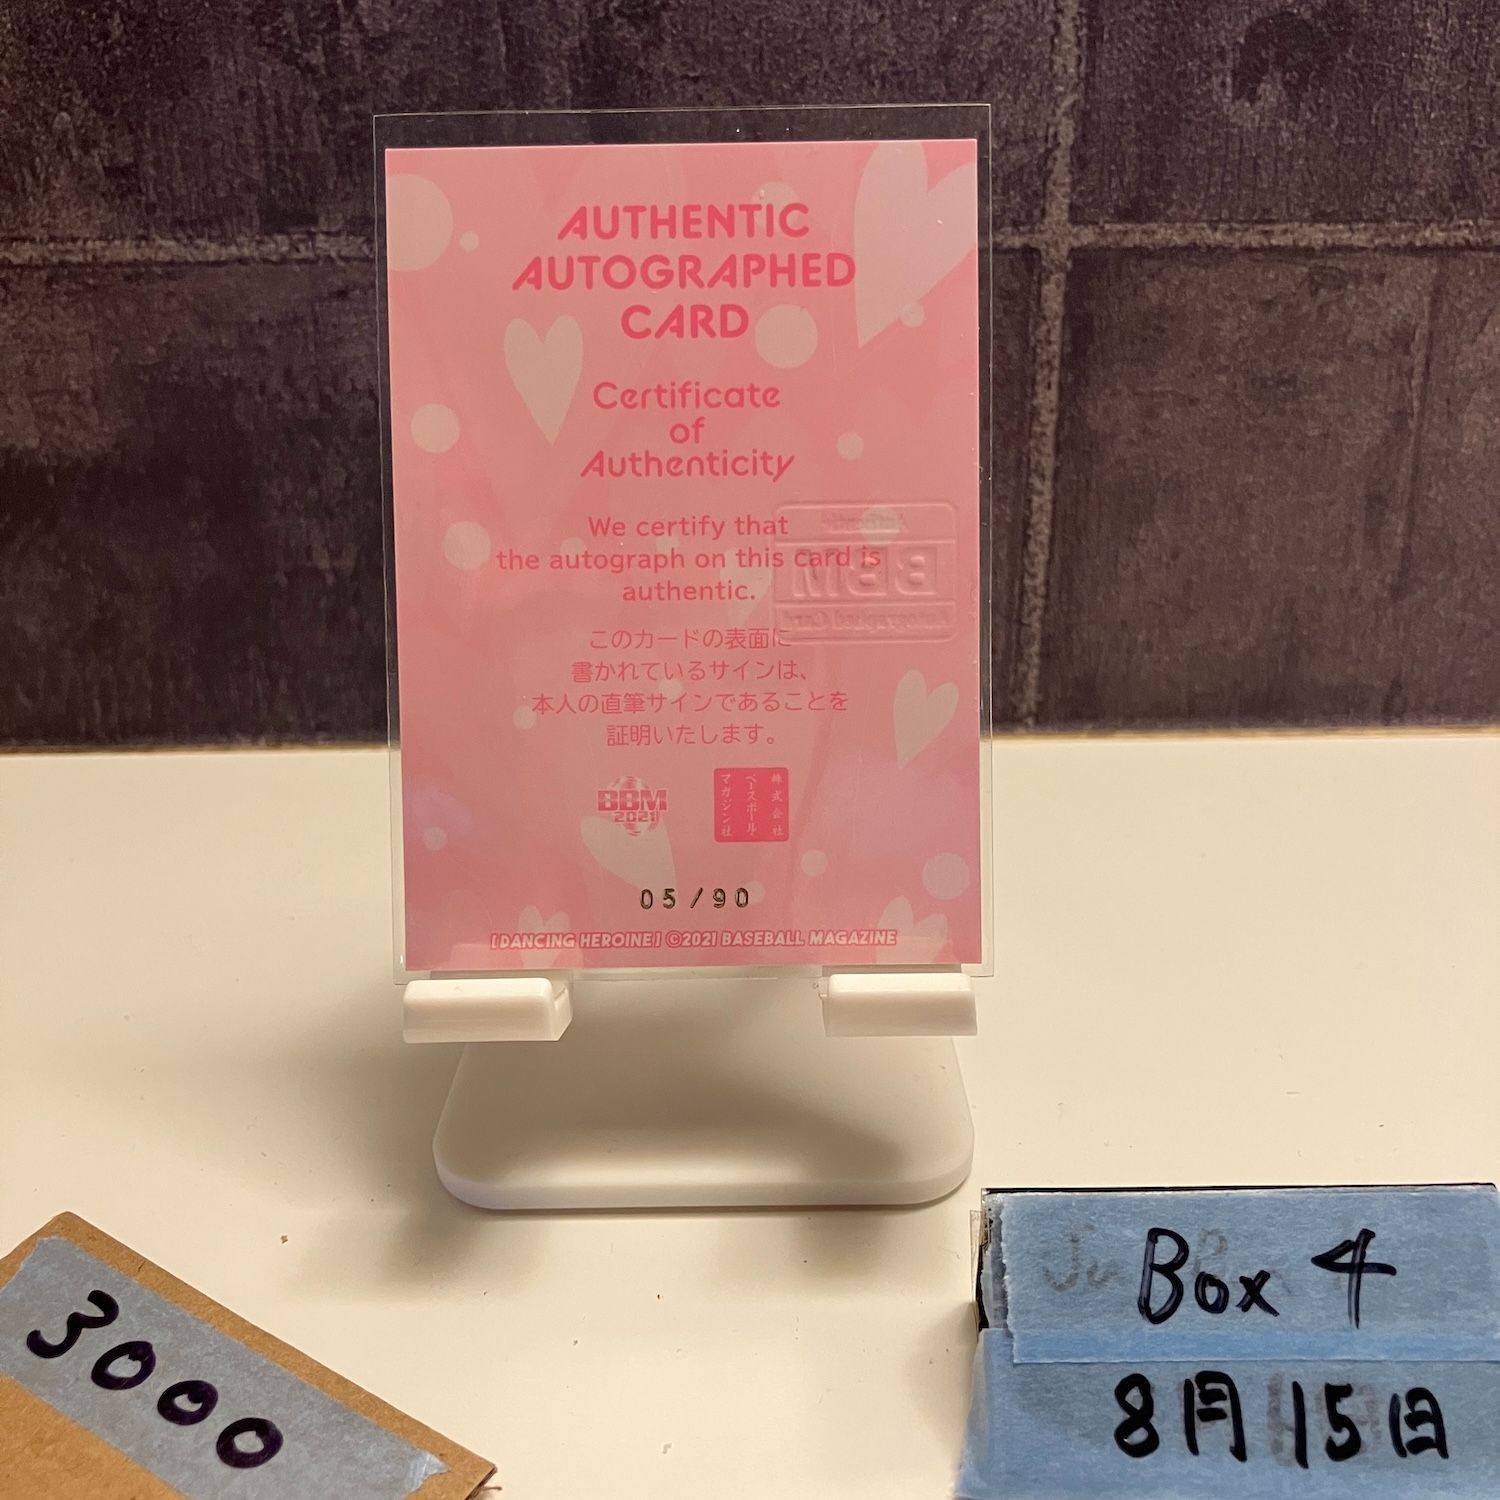 AUTHENTIC
AUTOGRAPHED
CARD
Certificate
of
Authenticity
We certify that
the autograph on this card is
authentic.
Authentic
BBM
Autographed Card
このカードの表面に
書かれているサインは、
本人の直筆サインであることを
証明いたします。
BBM
2021
株式会社
ベースボール・
マガジン社
05/90
[DANCING HEROINE] ©2021 BASEBALL MAGAZINE
3000
Box 4
8月15日